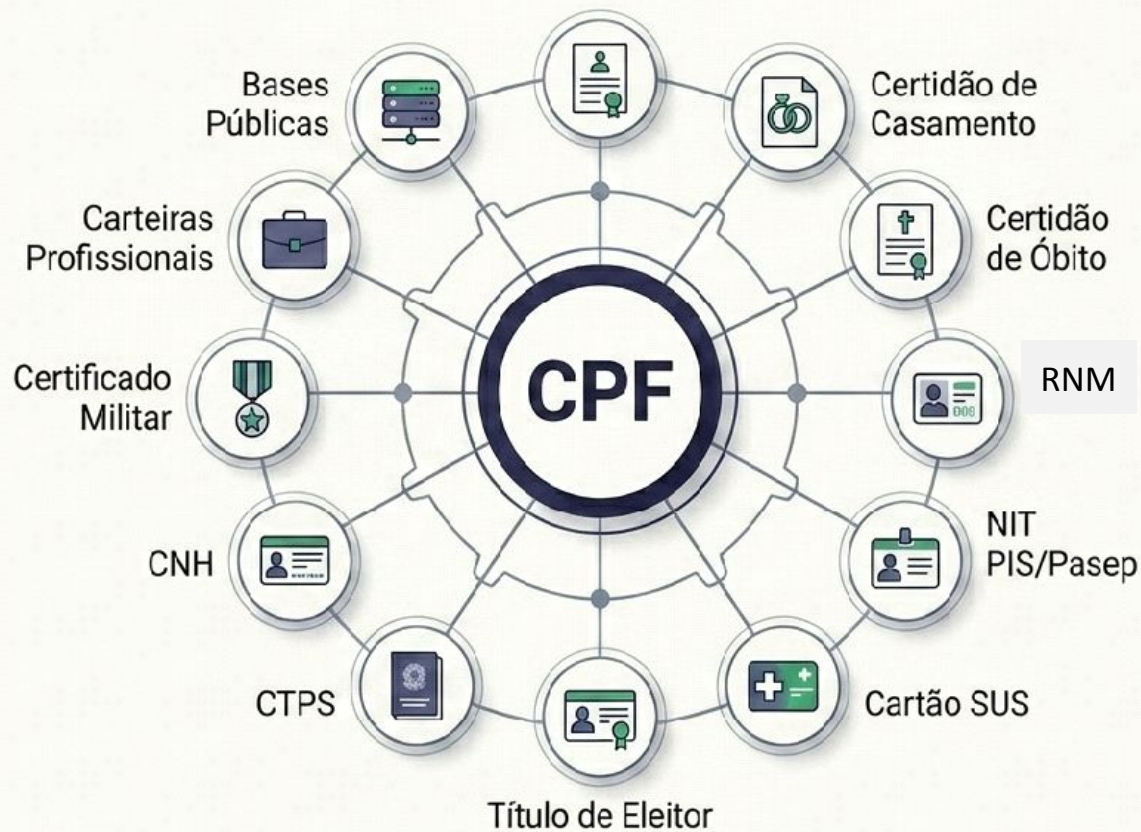 Bases
Públicas
Certidão de
Casamento
Carteiras
Profissionais
Certidão
de Óbito
CPF
Certificado
Militar
RNM
CNH
NIT
PIS/Pasep
CTPS
Cartão SUS
Título de Eleitor